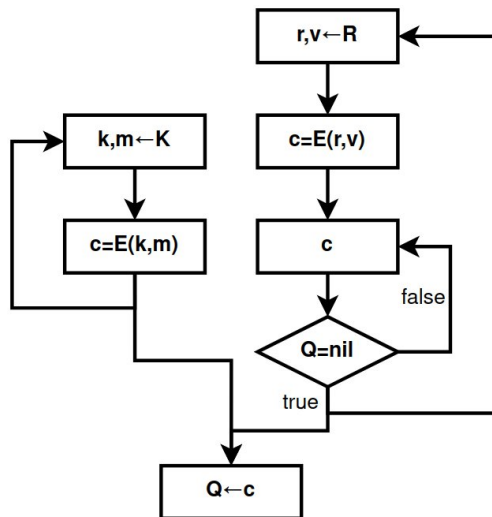 r,v←R
k,m←K
c=E(r,v)
c=E(k,m)
c
false
Q=nil
true
Q←c